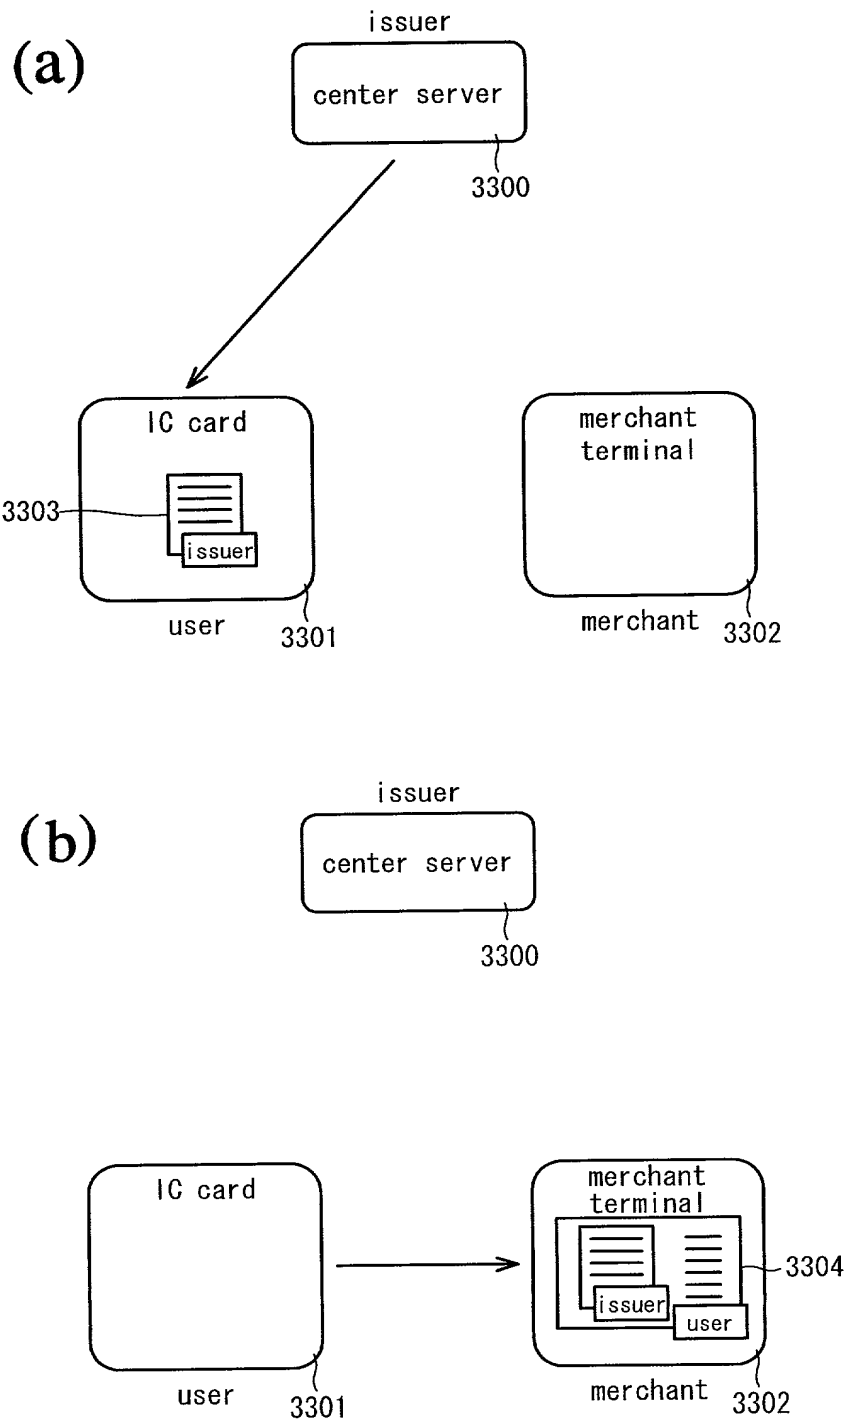 (a)
issuer
center server
3300
IC card
3303
issuer
user
3301
merchant
terminal
merchant
3302
(b)
issuer
center server
3300
IC card
user
3301
merchant
terminal
issuer
user
3304
merchant
3302